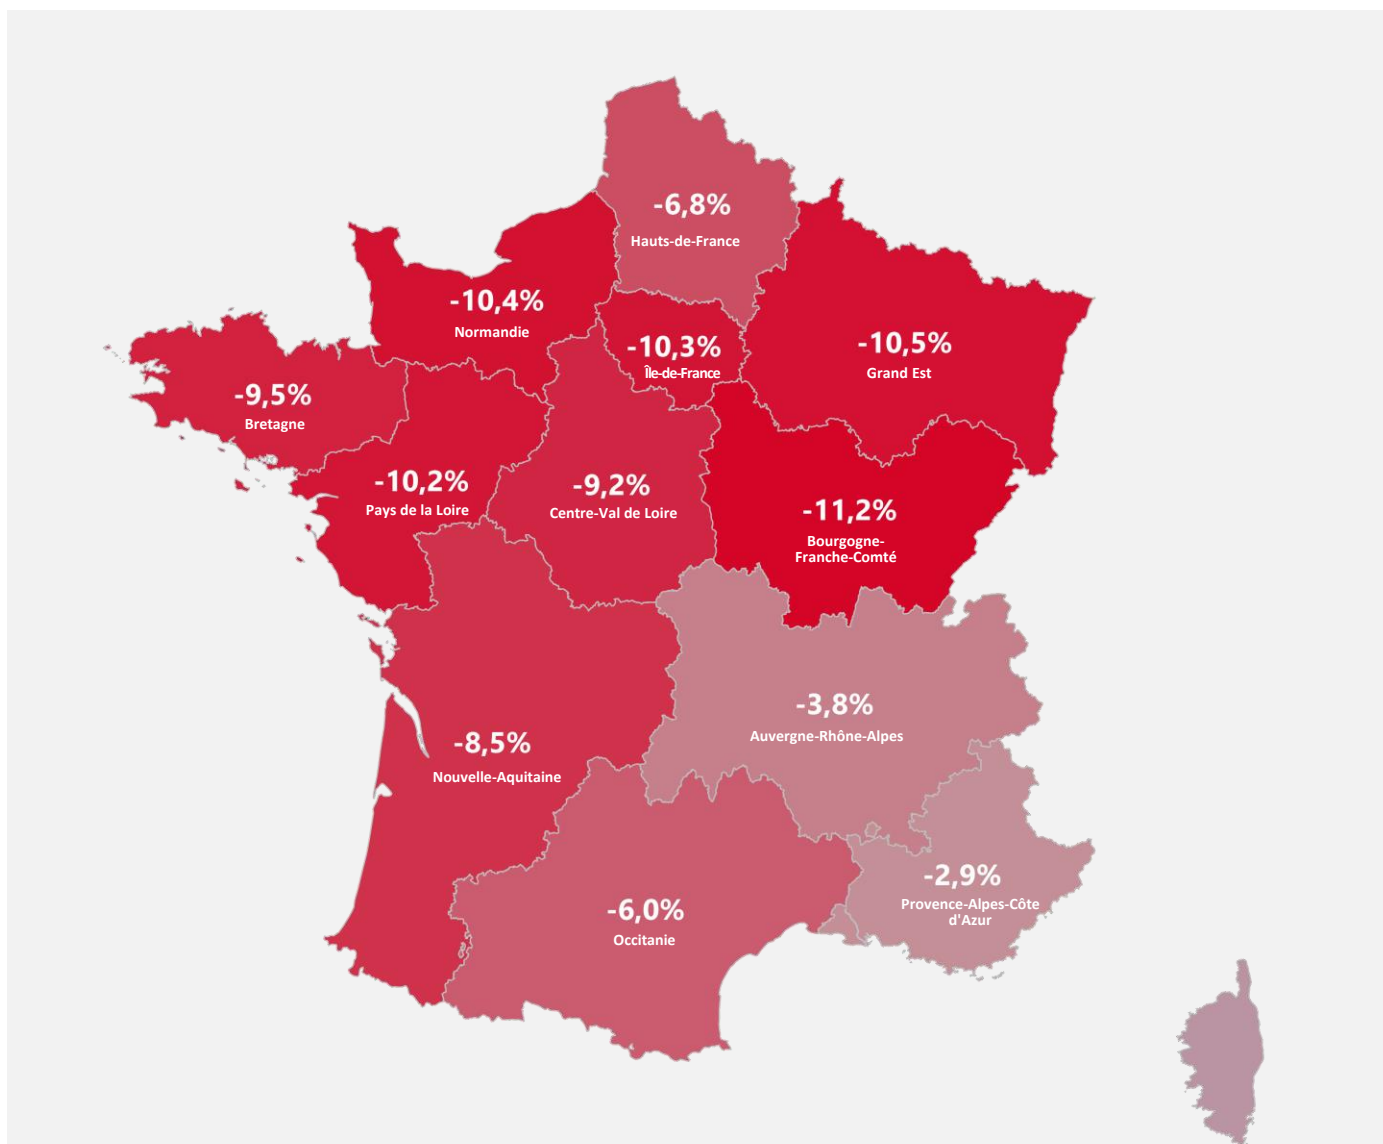 -6,8%
Hauts-de-France
-10,4%
Normandie
-10,3%
Île-de-France
-10,5%
Grand Est
-9,5%
Bretagne
-10,2%
Pays de la Loire
-9,2%
Centre-Val de Loire
-11,2%
Bourgogne-
Franche-Comté
-3,8%
Auvergne-Rhône-Alpes
-8,5%
Nouvelle-Aquitaine
-2,9%
Provence-Alpes-Côte
d'Azur
-6,0%
Occitanie